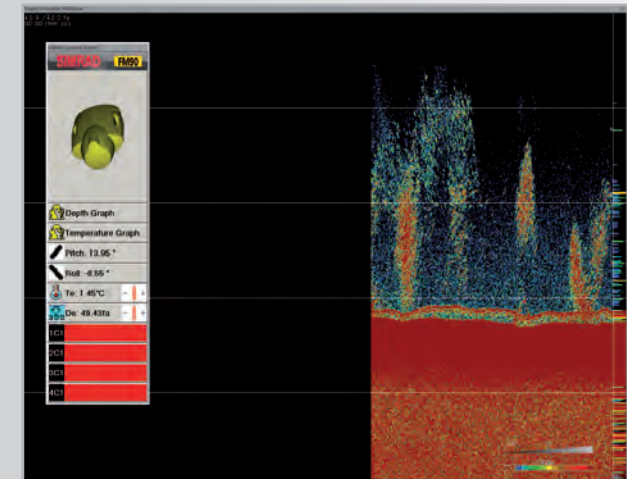 SIMRAD FM90
Depth Graph
Temperature Graph
Pitch: 13.95 °
Roll: -6.55 °
Te: 1.45°C - +
De: 49.43fa - +
1C1
2C1
3C1
4C1